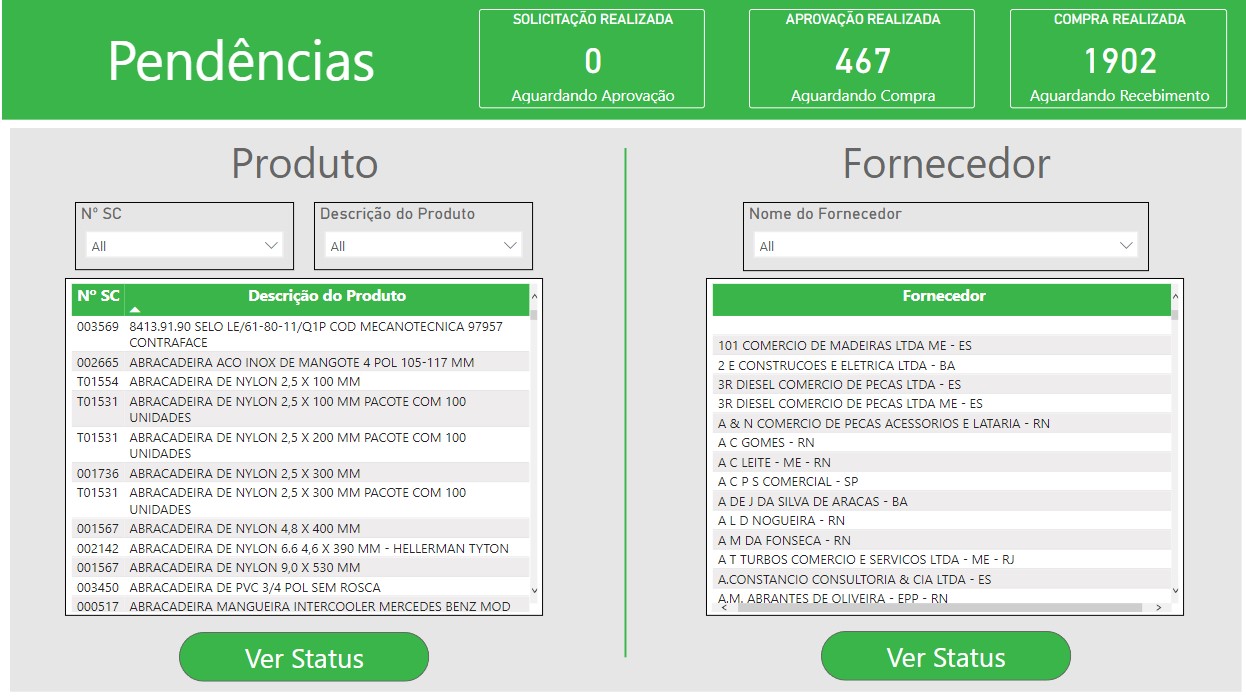 Pendências
SOLICITAÇÃO REALIZADA
0
Aguardando Aprovação
APROVAÇÃO REALIZADA
467
Aguardando Compra
COMPRA REALIZADA
1902
Aguardando Recebimento
Produto
Nº SC
All
Descrição do Produto
All
Nº SC Descrição do Produto
003569 8413.91.90 SELO LE/61-80-11/Q1P COD MECANOTECNICA 97957
CONTRAFACE
002665 ABRACADEIRA ACO INOX DE MANGOTE 4 POL 105-117 MM
T01554 ABRACADEIRA DE NYLON 2,5 X 100 MM
T01531 ABRACADEIRA DE NYLON 2,5 X 100 MM PACOTE COM 100
UNIDADES
T01531 ABRACADEIRA DE NYLON 2,5 X 200 MM PACOTE COM 100
UNIDADES
001736 ABRACADEIRA DE NYLON 2,5 X 300 MM
T01531 ABRACADEIRA DE NYLON 2,5 X 300 MM PACOTE COM 100
UNIDADES
001567 ABRACADEIRA DE NYLON 4,8 X 400 MM
002142 ABRACADEIRA DE NYLON 6.6 4,6 X 390 MM - HELLERMAN TYTON
001567 ABRACADEIRA DE NYLON 9,0 X 530 MM
003450 ABRACADEIRA DE PVC 3/4 POL SEM ROSCA
000517 ABRACADEIRA MANGUEIRA INTERCOOLER MERCEDES BENZ MOD
Ver Status
Fornecedor
Nome do Fornecedor
All
Fornecedor
101 COMERCIO DE MADEIRAS LTDA ME - ES
2 E CONSTRUCOES E ELETRICA LTDA - BA
3R DIESEL COMERCIO DE PECAS LTDA - ES
3R DIESEL COMERCIO DE PECAS LTDA ME - ES
A & N COMERCIO DE PECAS ACESSORIOS E LATARIA - RN
A C GOMES - RN
A C LEITE - ME - RN
A C P S COMERCIAL - SP
A DE J DA SILVA DE ARACAS - BA
A L D NOGUEIRA - RN
A M DA FONSECA - RN
A T TURBOS COMERCIO E SERVICOS LTDA - ME - RJ
A.CONSTANCIO CONSULTORIA & CIA LTDA - ES
A.M. ABRANTES DE OLIVEIRA - EPP - RN
Ver Status